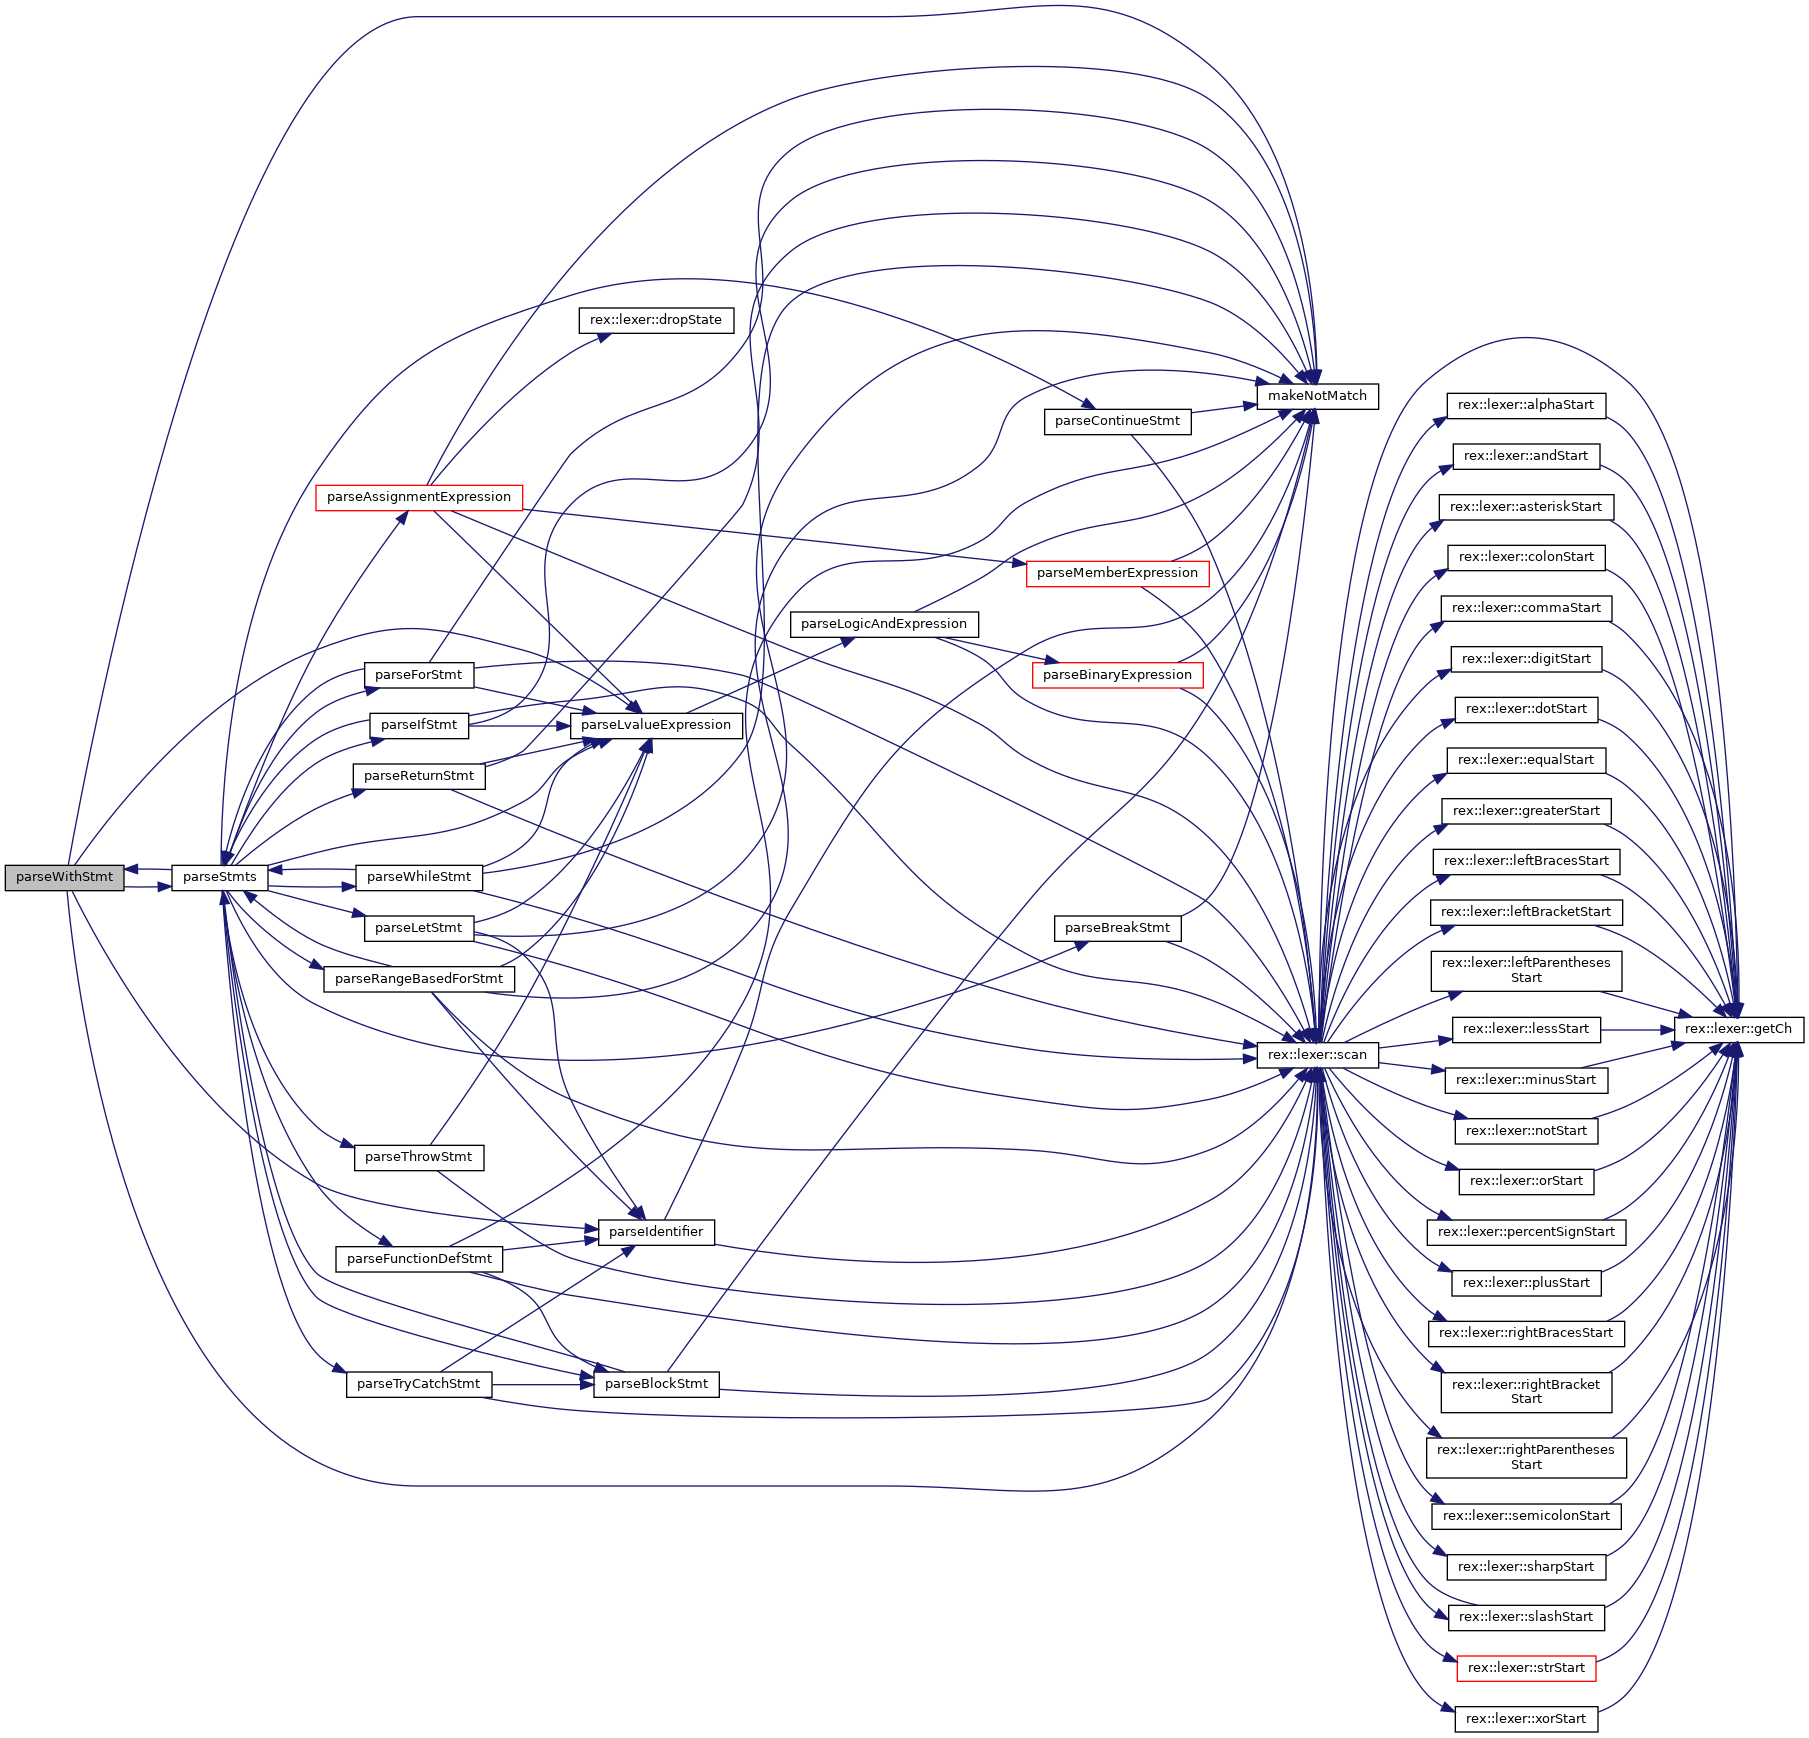 parseWithStmt
parseStmts
parseAssignmentExpression
parseForStmt
parseIfStmt
parseReturnStmt
parseWhileStmt
parseLetStmt
parseRangeBasedForStmt
parseThrowStmt
parseFunctionDefStmt
parseTryCatchStmt
rex::lexer::dropState
parseLvalueExpression
parseIdentifier
parseBlockStmt
parseLogicAndExpression
parseContinueStmt
parseMemberExpression
parseBinaryExpression
parseBreakStmt
makeNotMatch
rex::lexer::scan
rex::lexer::alphaStart
rex::lexer::andStart
rex::lexer::asteriskStart
rex::lexer::colonStart
rex::lexer::commaStart
rex::lexer::digitStart
rex::lexer::dotStart
rex::lexer::equalStart
rex::lexer::greaterStart
rex::lexer::leftBracesStart
rex::lexer::leftBracketStart
rex::lexer::leftParentheses
Start
rex::lexer::lessStart
rex::lexer::minusStart
rex::lexer::notStart
rex::lexer::orStart
rex::lexer::percentSignStart
rex::lexer::plusStart
rex::lexer::rightBracesStart
rex::lexer::rightBracket
Start
rex::lexer::rightParentheses
Start
rex::lexer::semicolonStart
rex::lexer::sharpStart
rex::lexer::slashStart
rex::lexer::strStart
rex::lexer::xorStart
rex::lexer::getCh